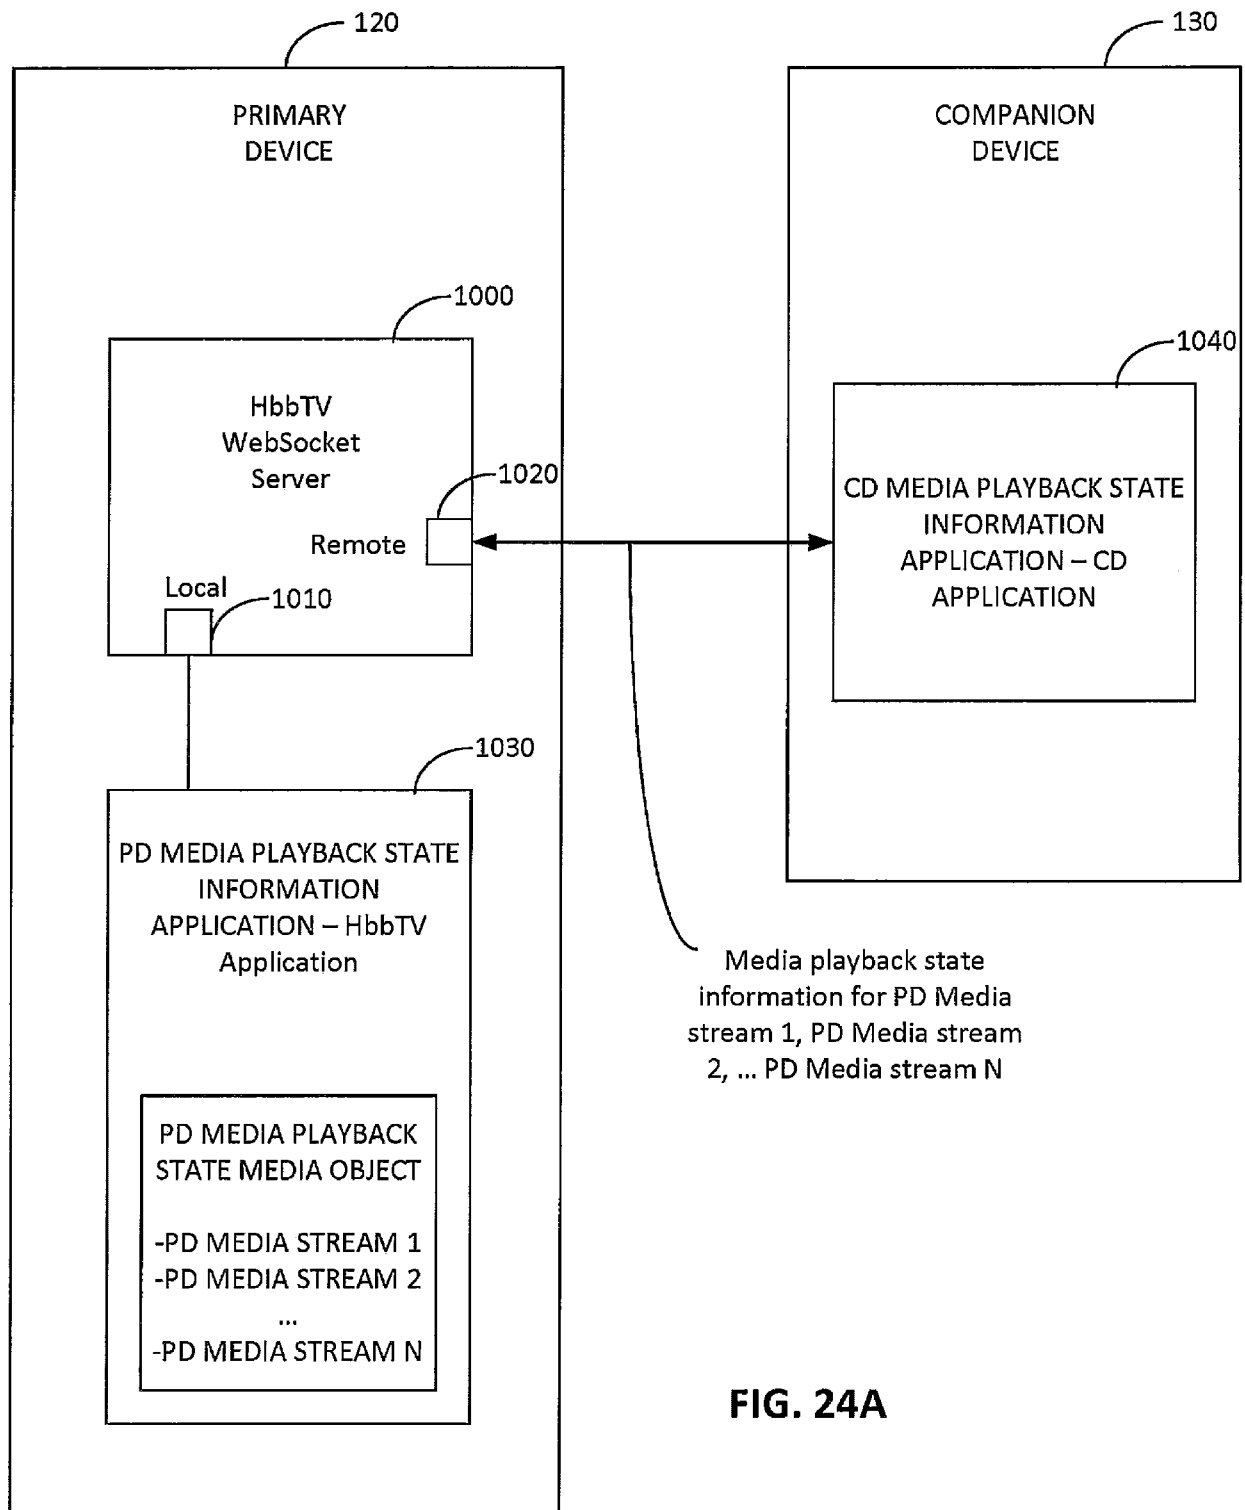 120
130
PRIMARY
DEVICE
COMPANION
DEVICE
1000
HbbTV
WebSocket
Server
1020
Remote
Local
1010
1040
CD MEDIA PLAYBACK STATE
INFORMATION
APPLICATION – CD
APPLICATION
1030
PD MEDIA PLAYBACK STATE
INFORMATION
APPLICATION – HbbTV
Application
Media playback state
information for PD Media
stream 1, PD Media stream
2, ... PD Media stream N
PD MEDIA PLAYBACK
STATE MEDIA OBJECT
-PD MEDIA STREAM 1
-PD MEDIA STREAM 2
...
-PD MEDIA STREAM N
FIG. 24A